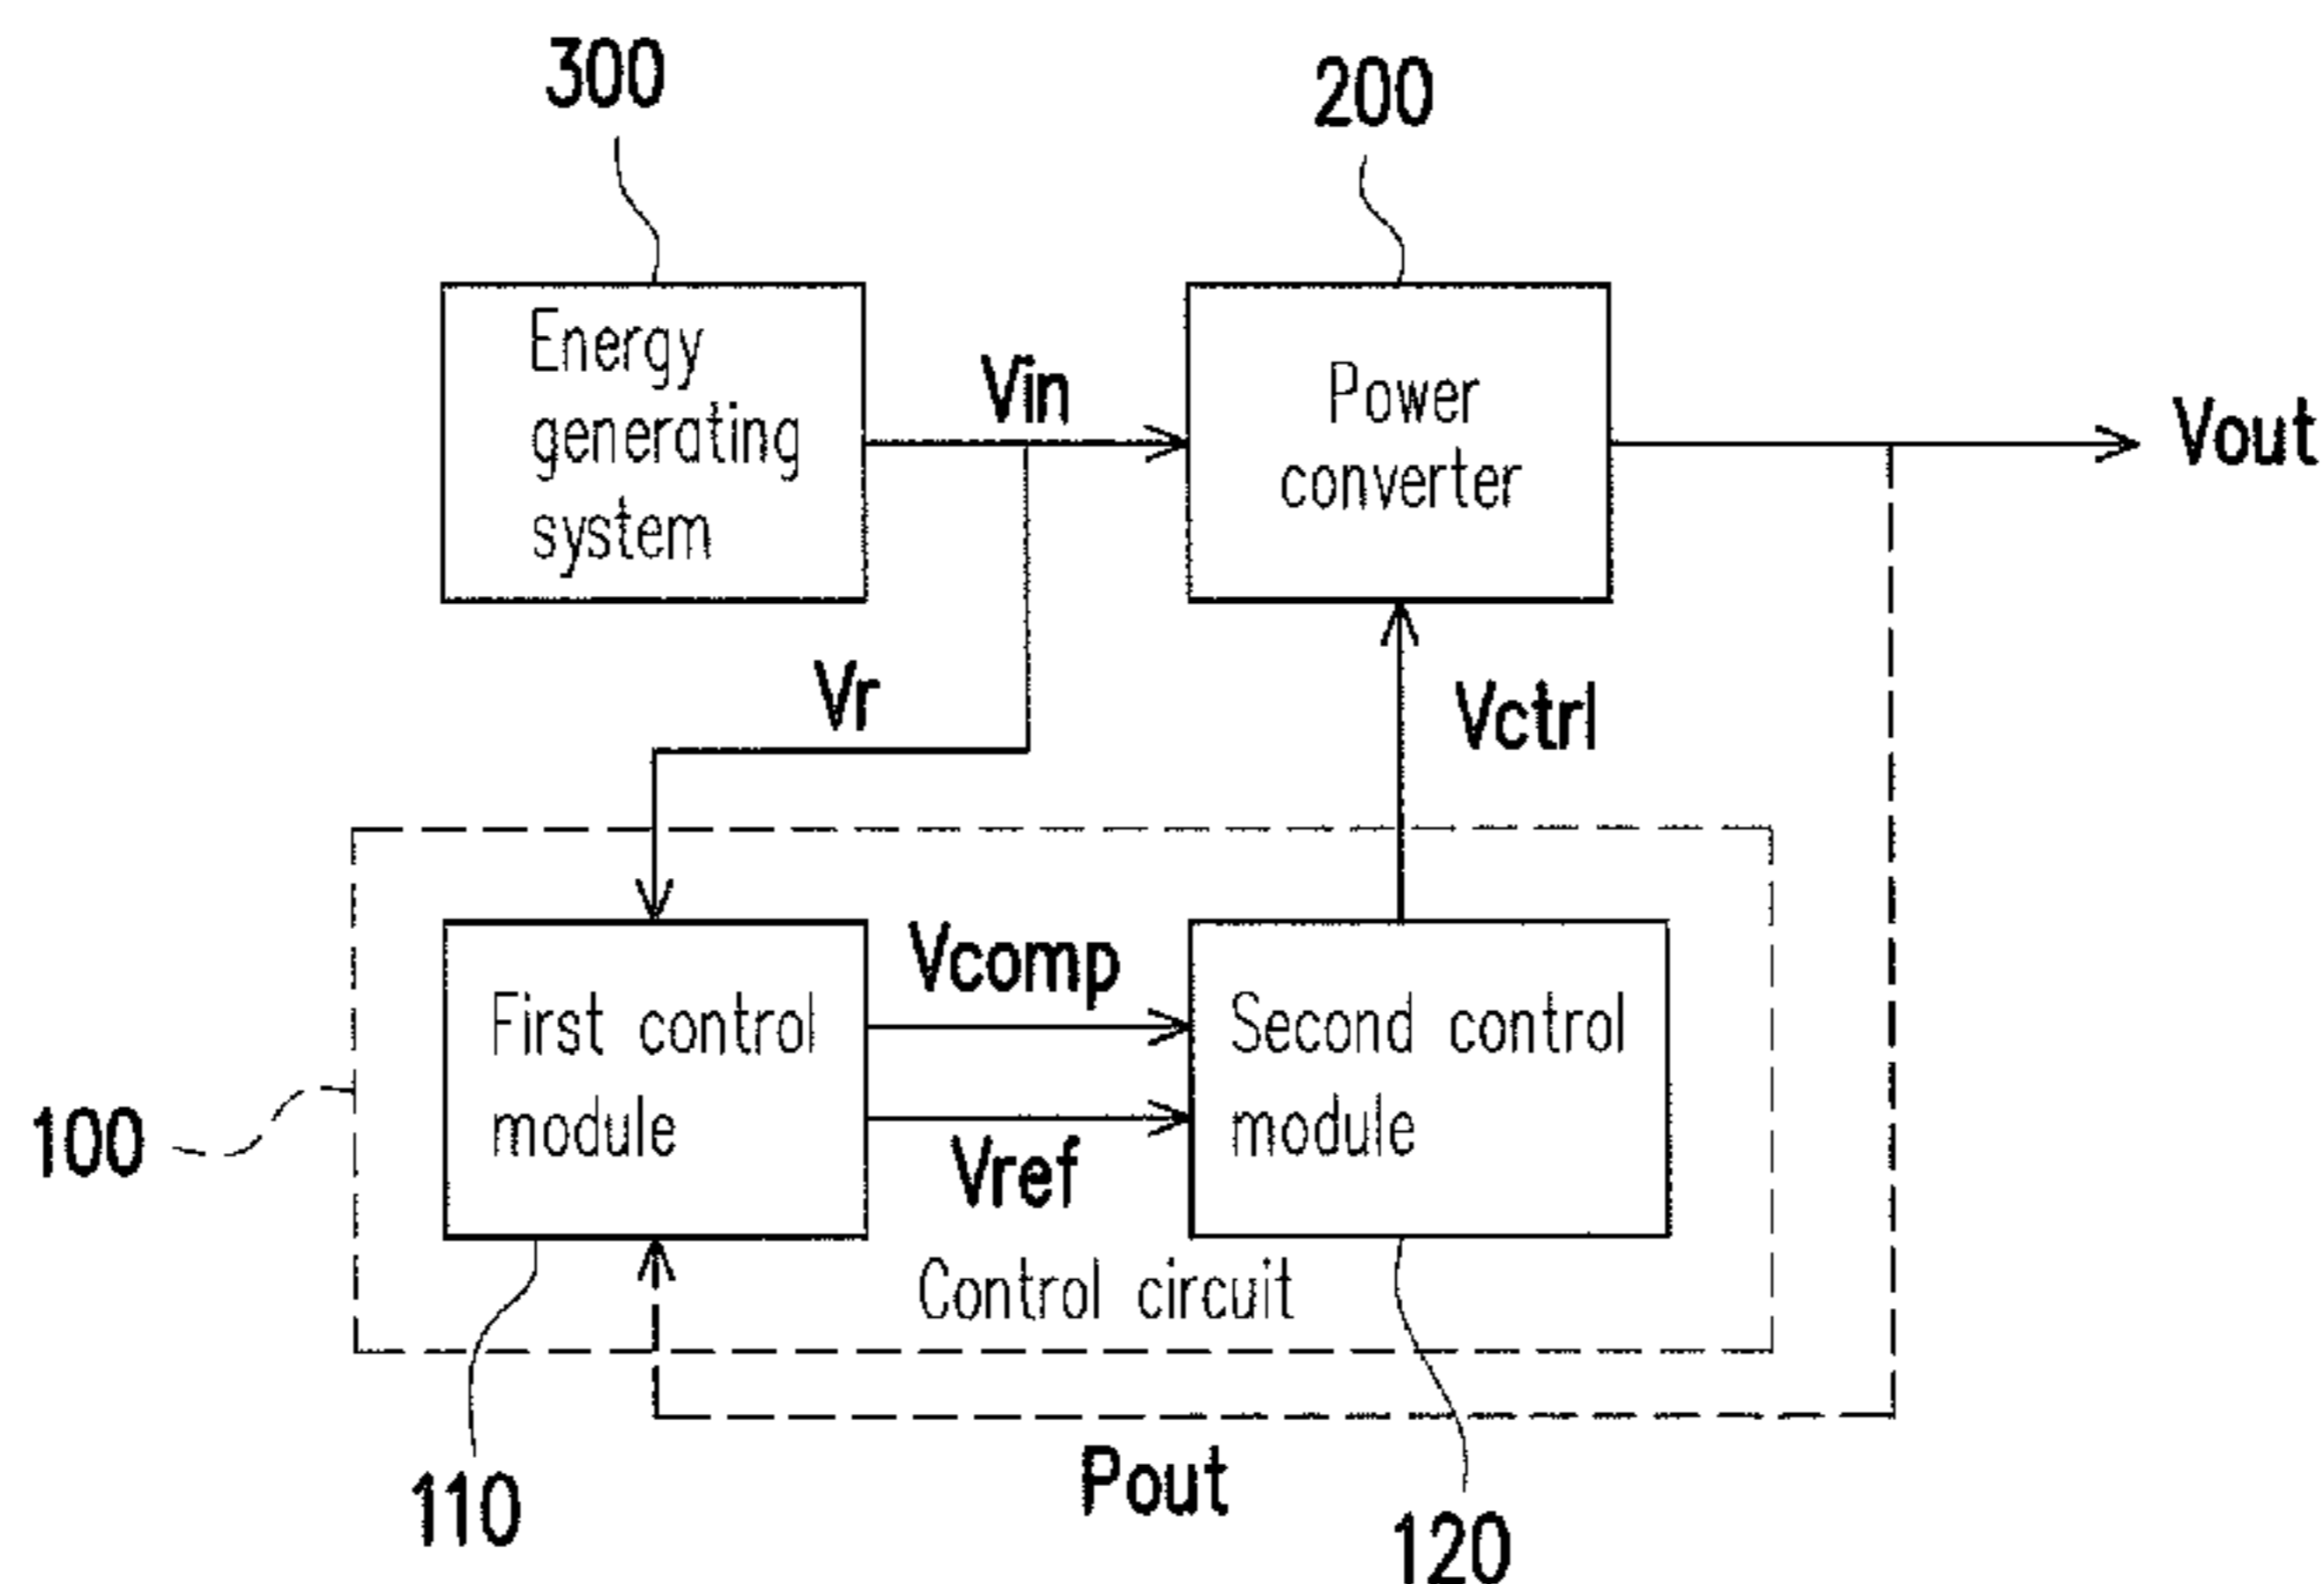 300
200
Energy
generating
system
Vin
Power
converter
Vout
Vr
Vctrl
First control
module
Vcomp
Vref
Second control
module
100
Control circuit
Pout
110
120